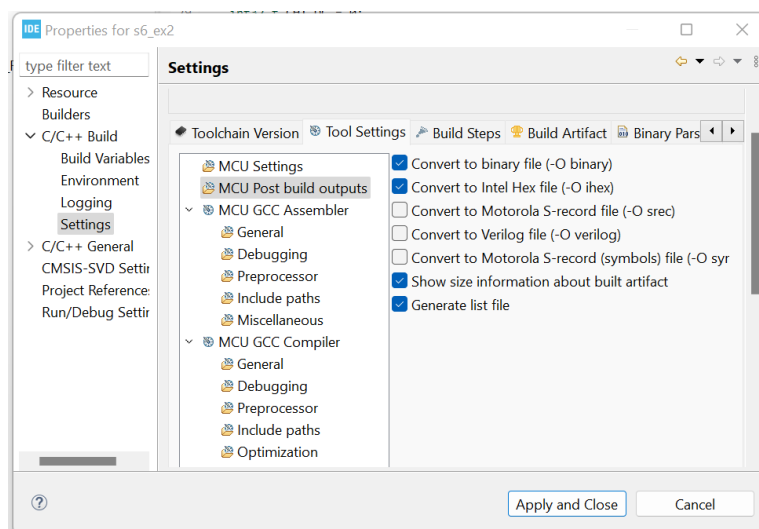 IDE Properties for s6_ex2
type filter text
Settings
Resource
Builders
C/C++ Build
Build Variables
Environment
Logging
Settings
C/C++ General
CMSIS-SVD Settir
Project Reference
Run/Debug Settir
Toolchain Version Tool Settings Build Steps Build Artifact Binary Pars
MCU Settings
MCU Post build outputs
MCU GCC Assembler
General
Debugging
Preprocessor
Include paths
Miscellaneous
MCU GCC Compiler
General
Debugging
Preprocessor
Include paths
Optimization
Convert to binary file (-O binary)
Convert to Intel Hex file (-O ihex)
Convert to Motorola S-record file (-O srec)
Convert to Verilog file (-O verilog)
Convert to Motorola S-record (symbols) file (-O syr
Show size information about built artifact
Generate list file
Apply and Close
Cancel